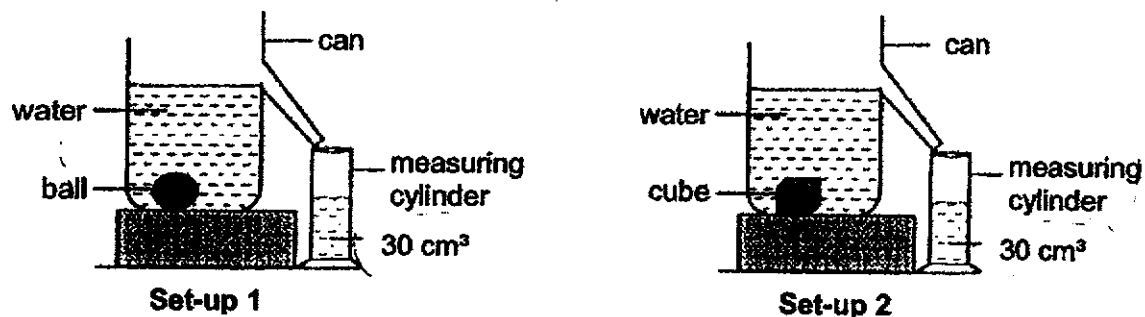 can
water
ball
measuring
cylinder
30 cm³
Set-up 1
can
water
cube
measuring
cylinder
30 cm³
Set-up 2